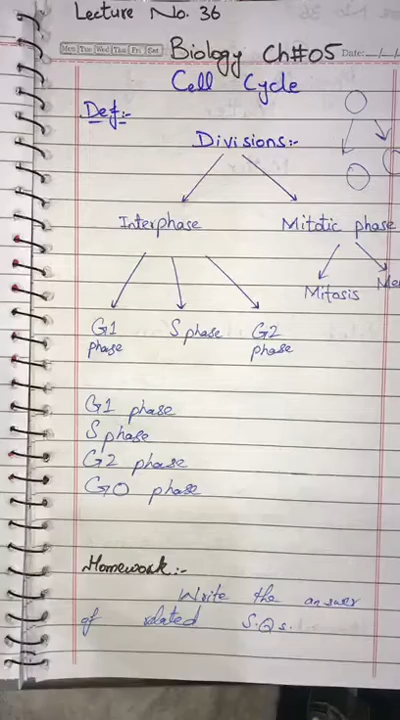 Lecture No. 36
Mon Tue Wed Thu Fri Sat
Biology Ch#05 Date:
Cell Cycle
Def:-
Divisions:-
Interphase Mitotic phase
Mitosis
G1 phase S phase G2 phase
G1 phase
S phase
G2 phase
G0 phase
Homework:-
Write the answer
of related S.Qs.